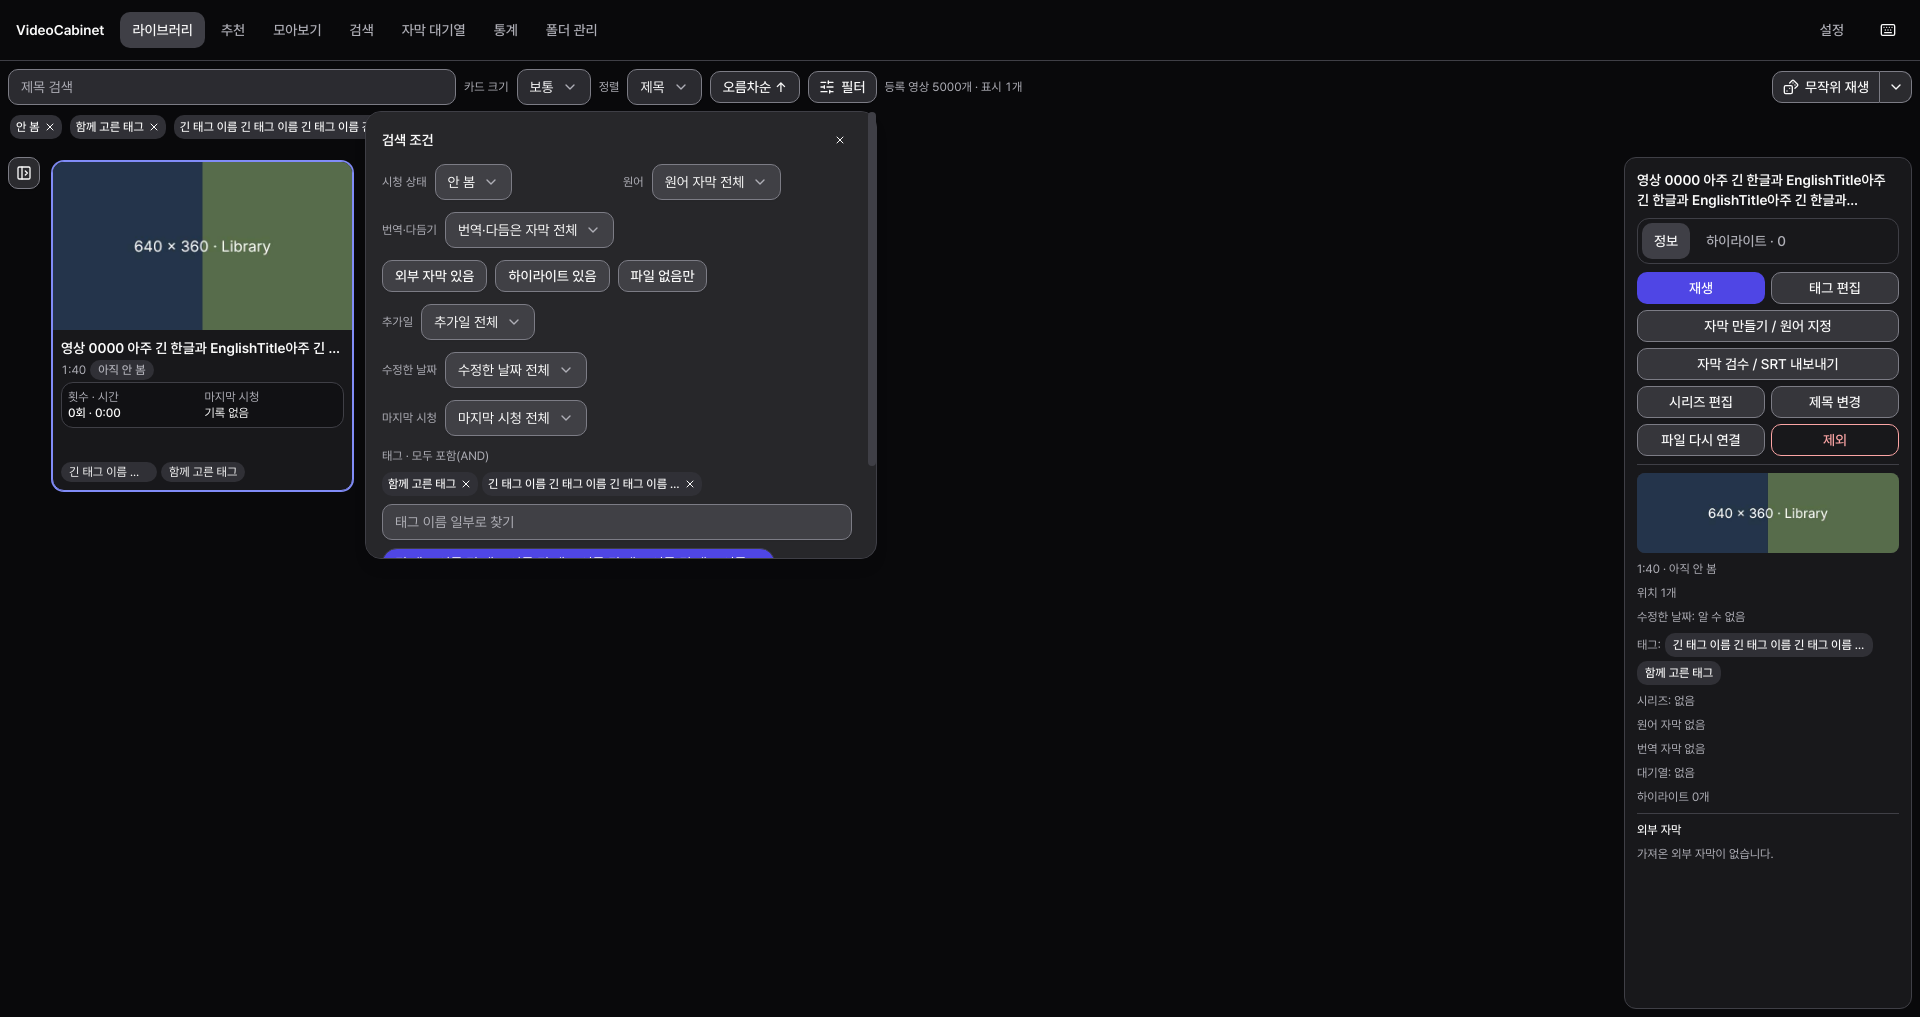 VideoCabinet 라이브러리 추천 모아보기 검색 자막 대기열 통계 폴더 관리 설정
제목 검색 카드 크기 보통 정렬 제목 오름차순 필터 등록 영상 5000개 · 표시 1개 무작위 재생
안 봄 함께 고른 태그 긴 태그 이름 긴 태그 이름 긴 태그 이름
640 × 360 · Library
영상 0000 아주 긴 한글과 EnglishTitle아주 긴 ...
1:40 아직 안 봄
횟수 · 시간 마지막 시청
0회 · 0:00 기록 없음
긴 태그 이름 ... 함께 고른 태그
검색 조건
시청 상태 안 봄 원어 원어 자막 전체
번역·다듬기 번역·다듬은 자막 전체
외부 자막 있음 하이라이트 있음 파일 없음만
추가일 추가일 전체
수정한 날짜 수정한 날짜 전체
마지막 시청 마지막 시청 전체
태그 · 모두 포함(AND)
함께 고른 태그 긴 태그 이름 긴 태그 이름 긴 태그 이름 ...
태그 이름 일부로 찾기
영상 0000 아주 긴 한글과 EnglishTitle아주
긴 한글과 EnglishTitle아주 긴 한글과...
정보 하이라이트 · 0
재생 태그 편집
자막 만들기 / 원어 지정
자막 검수 / SRT 내보내기
시리즈 편집 제목 변경
파일 다시 연결 제외
640 × 360 · Library
1:40 · 아직 안 봄
위치 1개
수정한 날짜: 알 수 없음
태그: 긴 태그 이름 긴 태그 이름 긴 태그 이름 ...
함께 고른 태그
시리즈: 없음
원어 자막 없음
번역 자막 없음
대기열: 없음
하이라이트 0개
외부 자막
가져온 외부 자막이 없습니다.